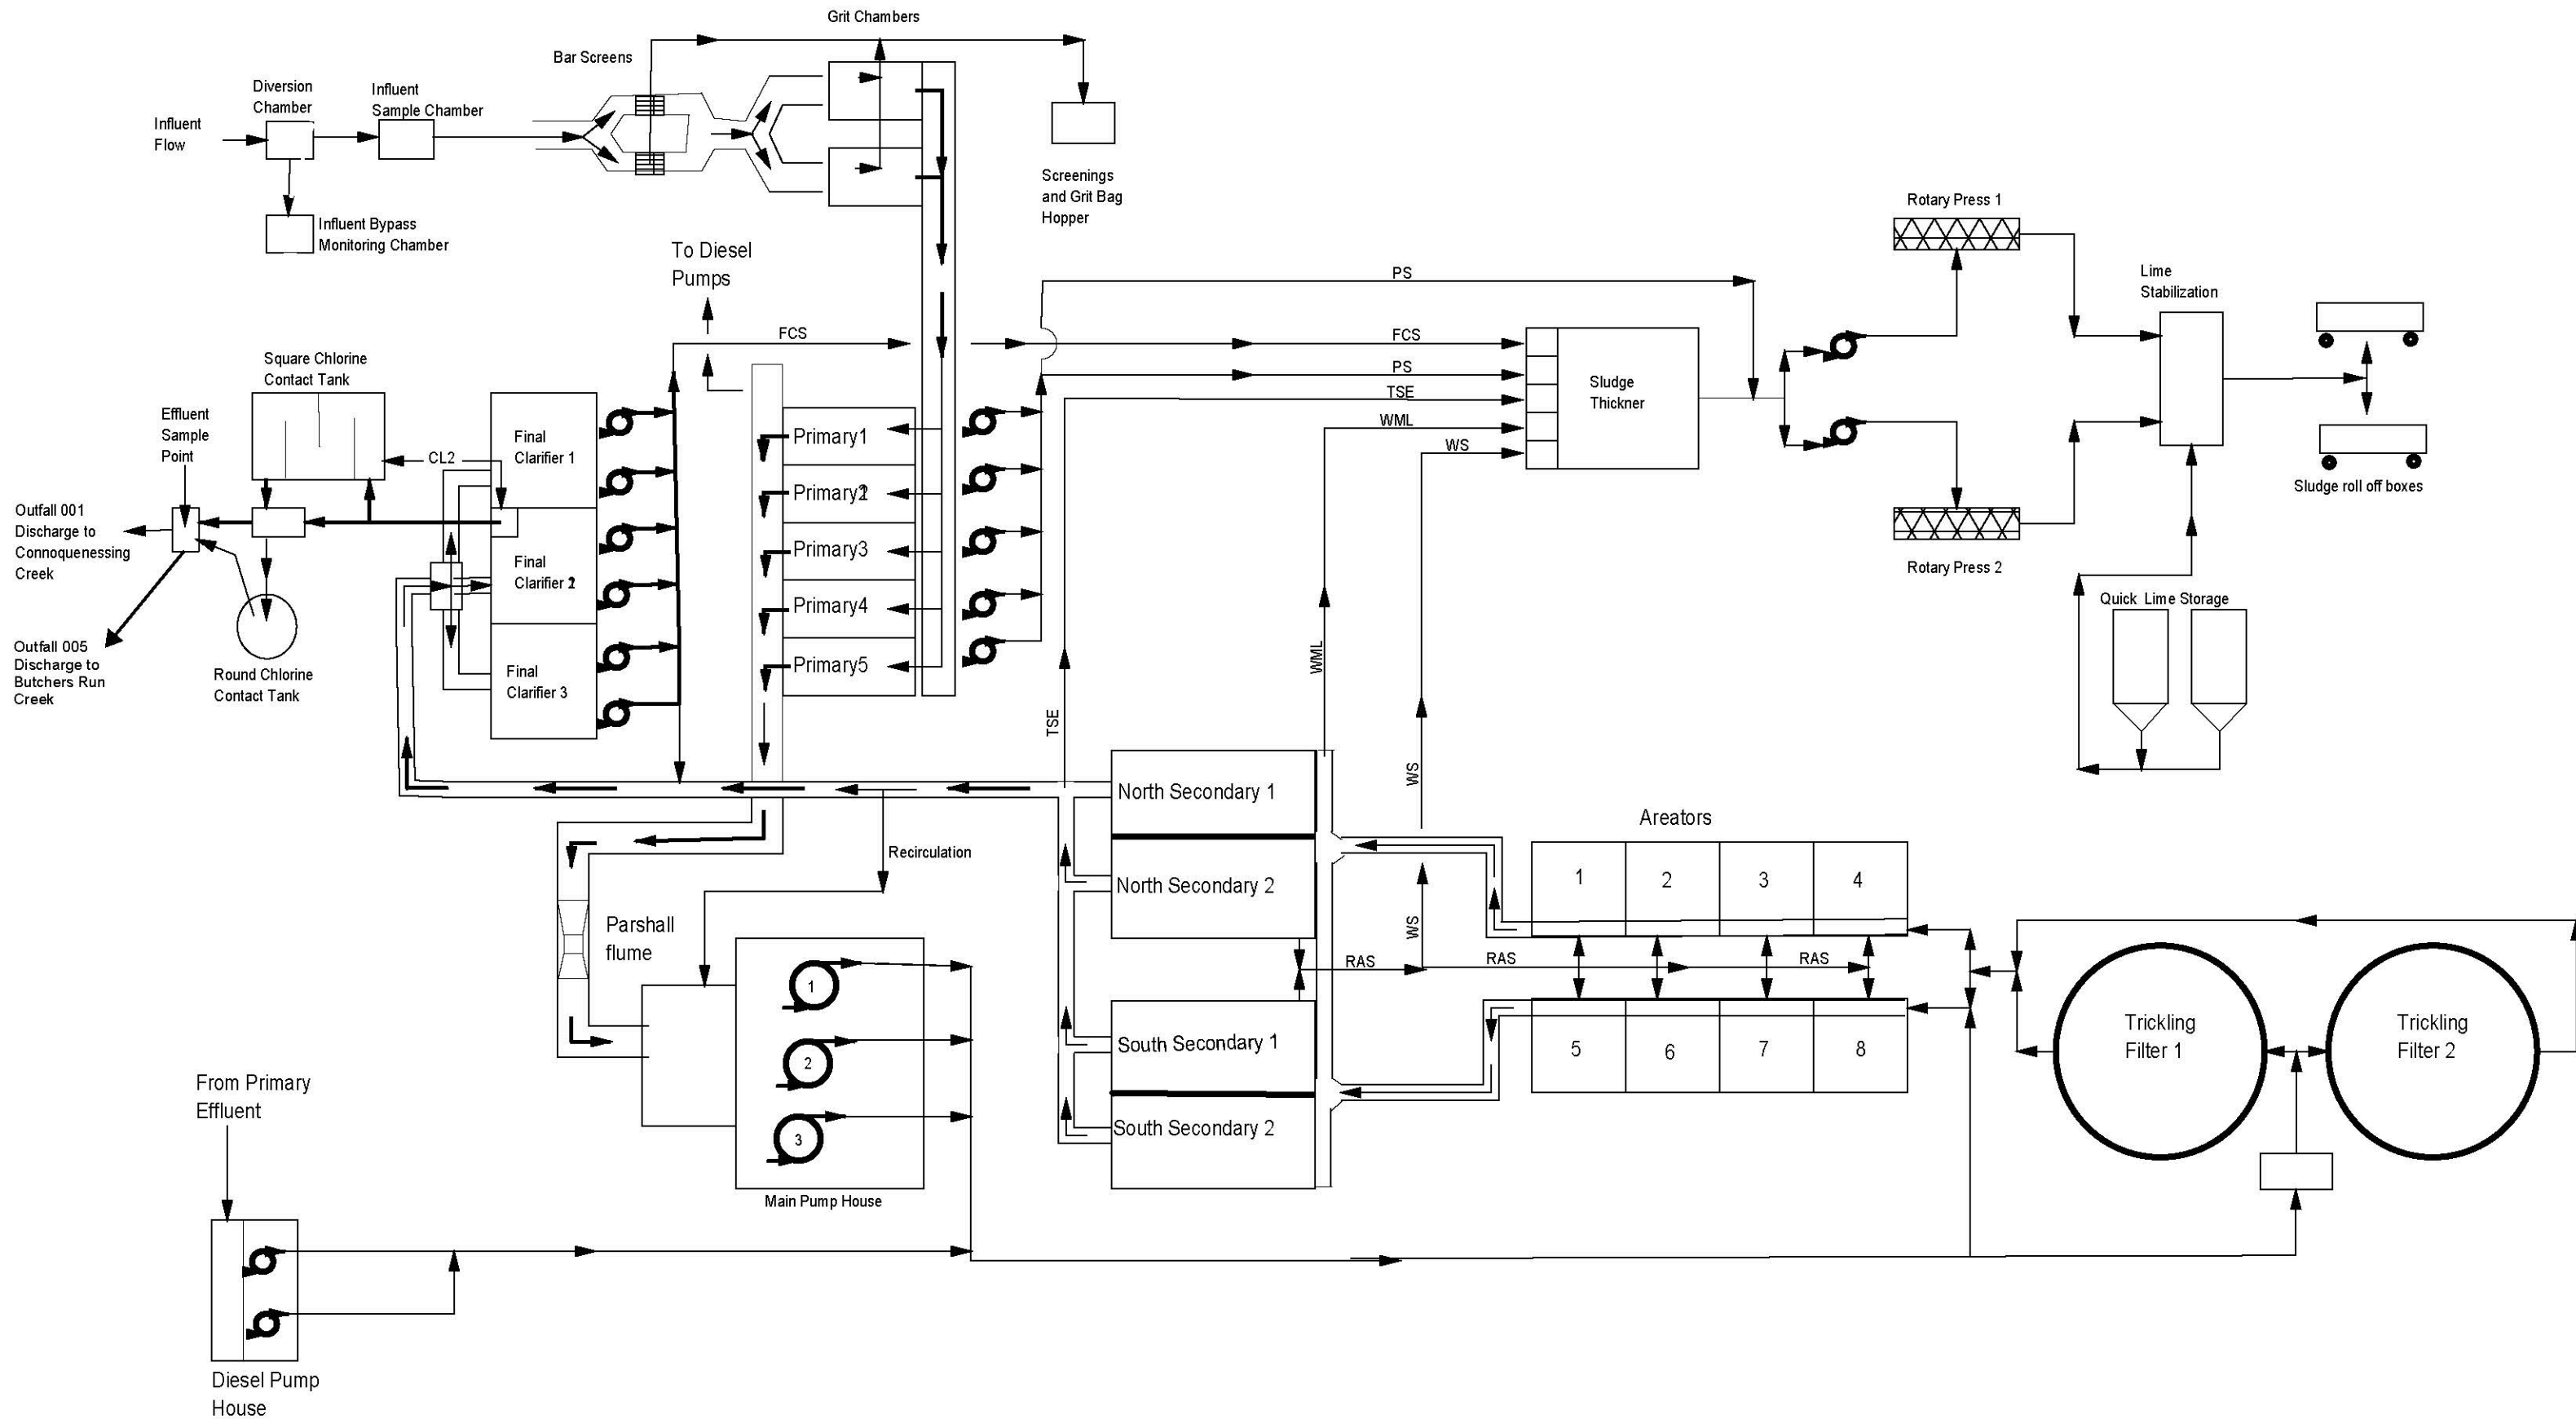 Grit Chambers
Bar Screens
Diversion
Chamber
Influent
Sample Chamber
Influent
Flow
Influent Bypass
Monitoring Chamber
Screenings
and Grit Bag
Hopper
To Diesel
Pumps
FCS
Square Chlorine
Contact Tank
Effluent
Sample
Point
CL2
Outfall 001
Discharge to
Connoquenessing
Creek
Outfall 005
Discharge to
Butchers Run
Creek
Round Chlorine
Contact Tank
Final
Clarifier 1
Final
Clarifier 2
Final
Clarifier 3
Primary1
Primary2
Primary3
Primary4
Primary5
PS
FCS
PS
TSE
WML
WS
Sludge
Thickner
Rotary Press 1
Rotary Press 2
Lime
Stabilization
Sludge roll off boxes
Quick Lime Storage
TSE
WML
WS
WS
North Secondary 1
North Secondary 2
South Secondary 1
South Secondary 2
RAS
RAS
RAS
Areators
1
2
3
4
5
6
7
8
Trickling
Filter 1
Trickling
Filter 2
Recirculation
Parshall
flume
1
2
3
Main Pump House
From Primary
Effluent
Diesel Pump
House